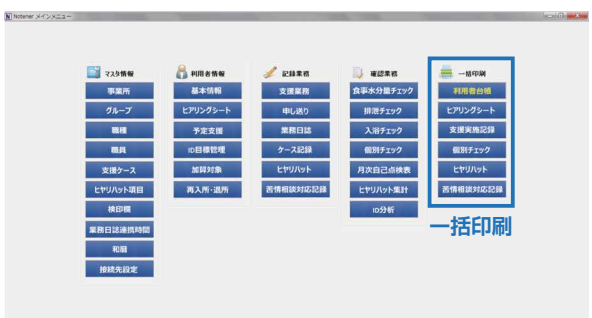 Notener メインメニュー
マスタ情報
事業所
グループ
職種
職員
支援ケース
ヒヤリハット項目
検印欄
業務日誌連携時間
和暦
接続先設定
利用者情報
基本情報
ヒアリングシート
予定支援
ID目標管理
加算対象
再入所・退所
記録業務
支援業務
申し送り
業務日誌
ケース記録
ヒヤリハット
苦情相談対応記録
確認業務
食事水分量チェック
排泄チェック
入浴チェック
個別チェック
月次自己点検表
ヒヤリハット集計
ID分析
一括印刷
利用者台帳
ヒアリングシート
支援実施記録
個別チェック
ヒヤリハット
苦情相談対応記録
一括印刷